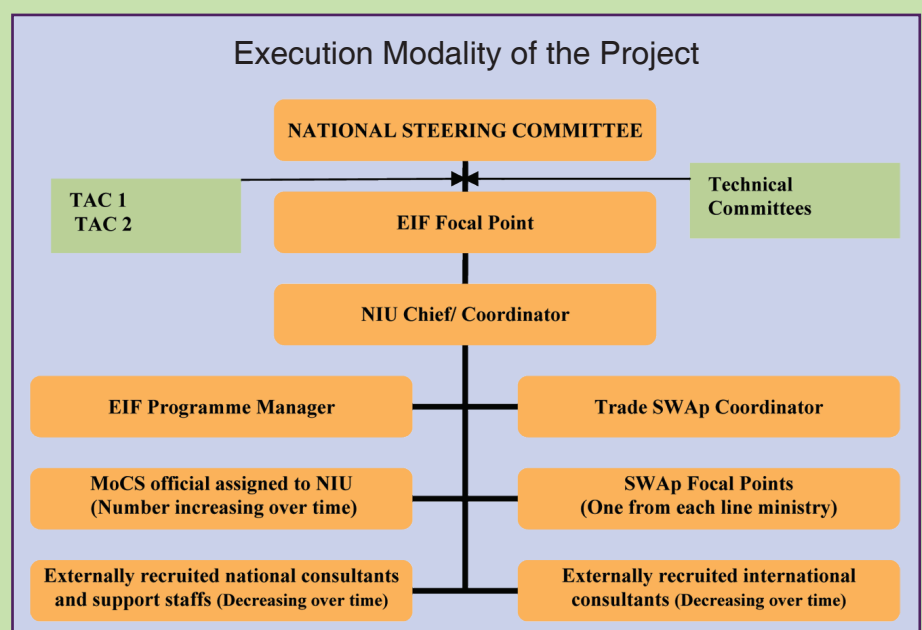 Execution Modality of the Project
NATIONAL STEERING COMMITTEE
TAC 1
TAC 2
Technical
Committees
EIF Focal Point
NIU Chief/ Coordinator
EIF Programme Manager
Trade SWAp Coordinator
MoCS official assigned to NIU
(Number increasing over time)
SWAp Focal Points
(One from each line ministry)
Externally recruited national consultants
and support staffs (Decreasing over time)
Externally recruited international
consultants (Decreasing over time)